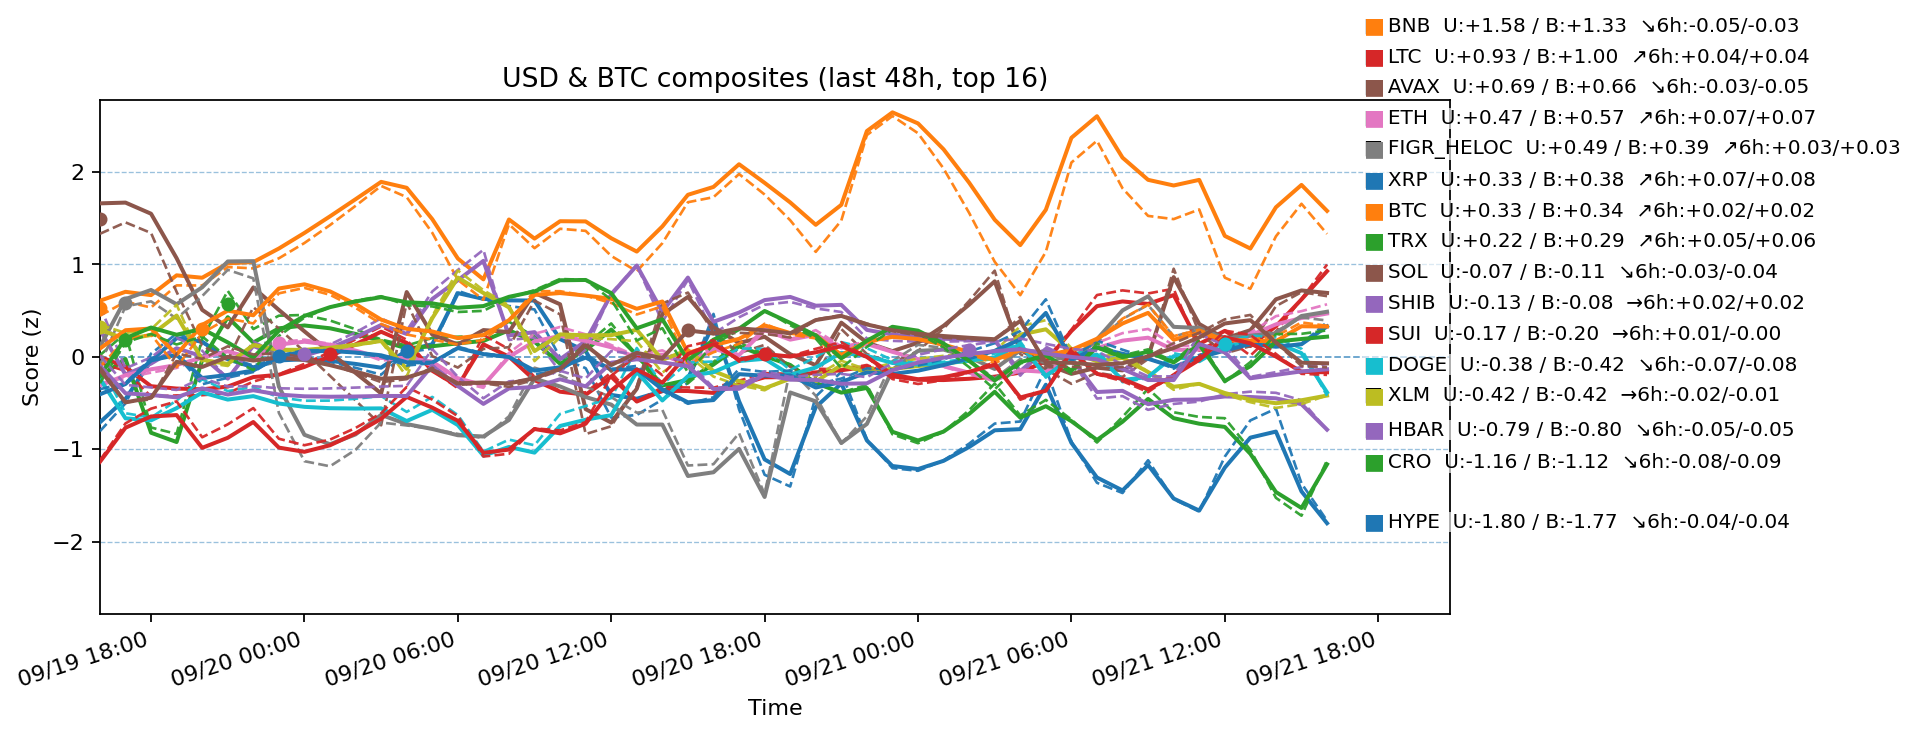 USD & BTC composites (last 48h, top 16)
BNB U:+1.58 / B:+1.33 ↘6h:-0.05/-0.03
LTC U:+0.93 / B:+1.00 ↗6h:+0.04/+0.04
AVAX U:+0.69 / B:+0.66 ↘6h:-0.03/-0.05
ETH U:+0.47 / B:+0.57 ↗6h:+0.07/+0.07
FIGR_HELOC U:+0.49 / B:+0.39 ↗6h:+0.03/+0.03
XRP U:+0.33 / B:+0.38 ↗6h:+0.07/+0.08
BTC U:+0.33 / B:+0.34 ↗6h:+0.02/+0.02
TRX U:+0.22 / B:+0.29 ↗6h:+0.05/+0.06
SOL U:-0.07 / B:-0.11 ↘6h:-0.03/-0.04
SHIB U:-0.13 / B:-0.08 →6h:+0.02/+0.02
SUI U:-0.17 / B:-0.20 →6h:+0.01/-0.00
DOGE U:-0.38 / B:-0.42 ↘6h:-0.07/-0.08
XLM U:-0.42 / B:-0.42 →6h:-0.02/-0.01
HBAR U:-0.79 / B:-0.80 ↘6h:-0.05/-0.05
CRO U:-1.16 / B:-1.12 ↘6h:-0.08/-0.09
HYPE U:-1.80 / B:-1.77 ↘6h:-0.04/-0.04
Score (z)
2
1
0
−1
−2
09/19 18:00
09/20 00:00
09/20 06:00
09/20 12:00
09/20 18:00
09/21 00:00
09/21 06:00
09/21 12:00
09/21 18:00
Time